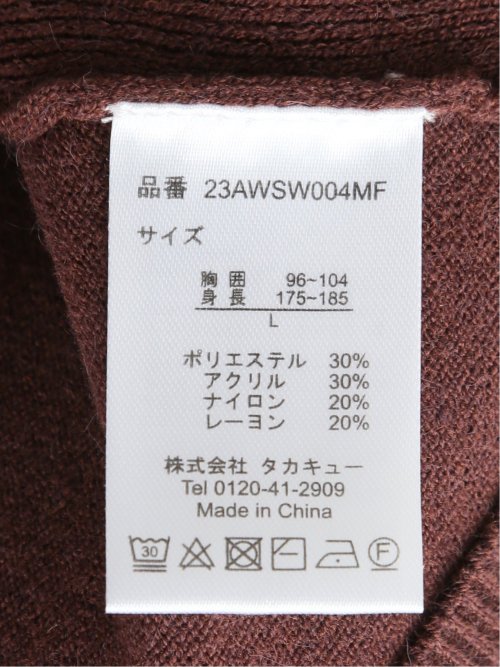 品番 23AWSW004MF
サイズ
胸囲 96~104
身長 175~185
L
ポリエステル 30%
アクリル 30%
ナイロン 20%
レーヨン 20%
株式会社 タカキュー
Tel 0120-41-2909
Made in China
30 F